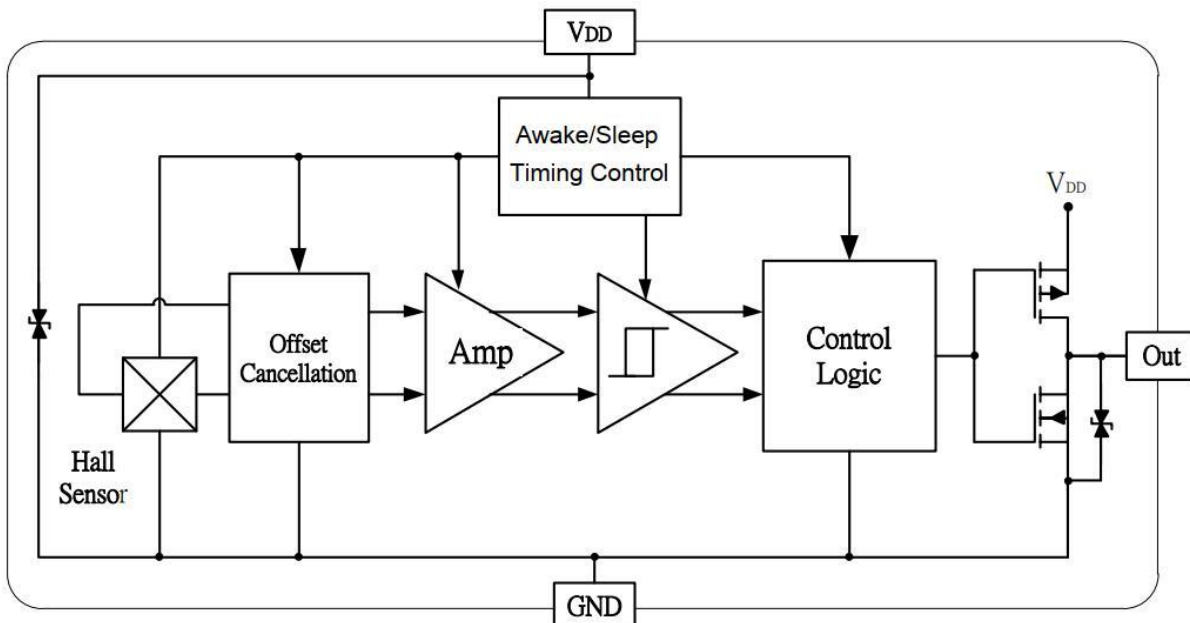 VDD
Awake/Sleep
Timing Control
VDD
Offset
Cancellation
Amp
Control
Logic
Out
Hall
Sensor
GND